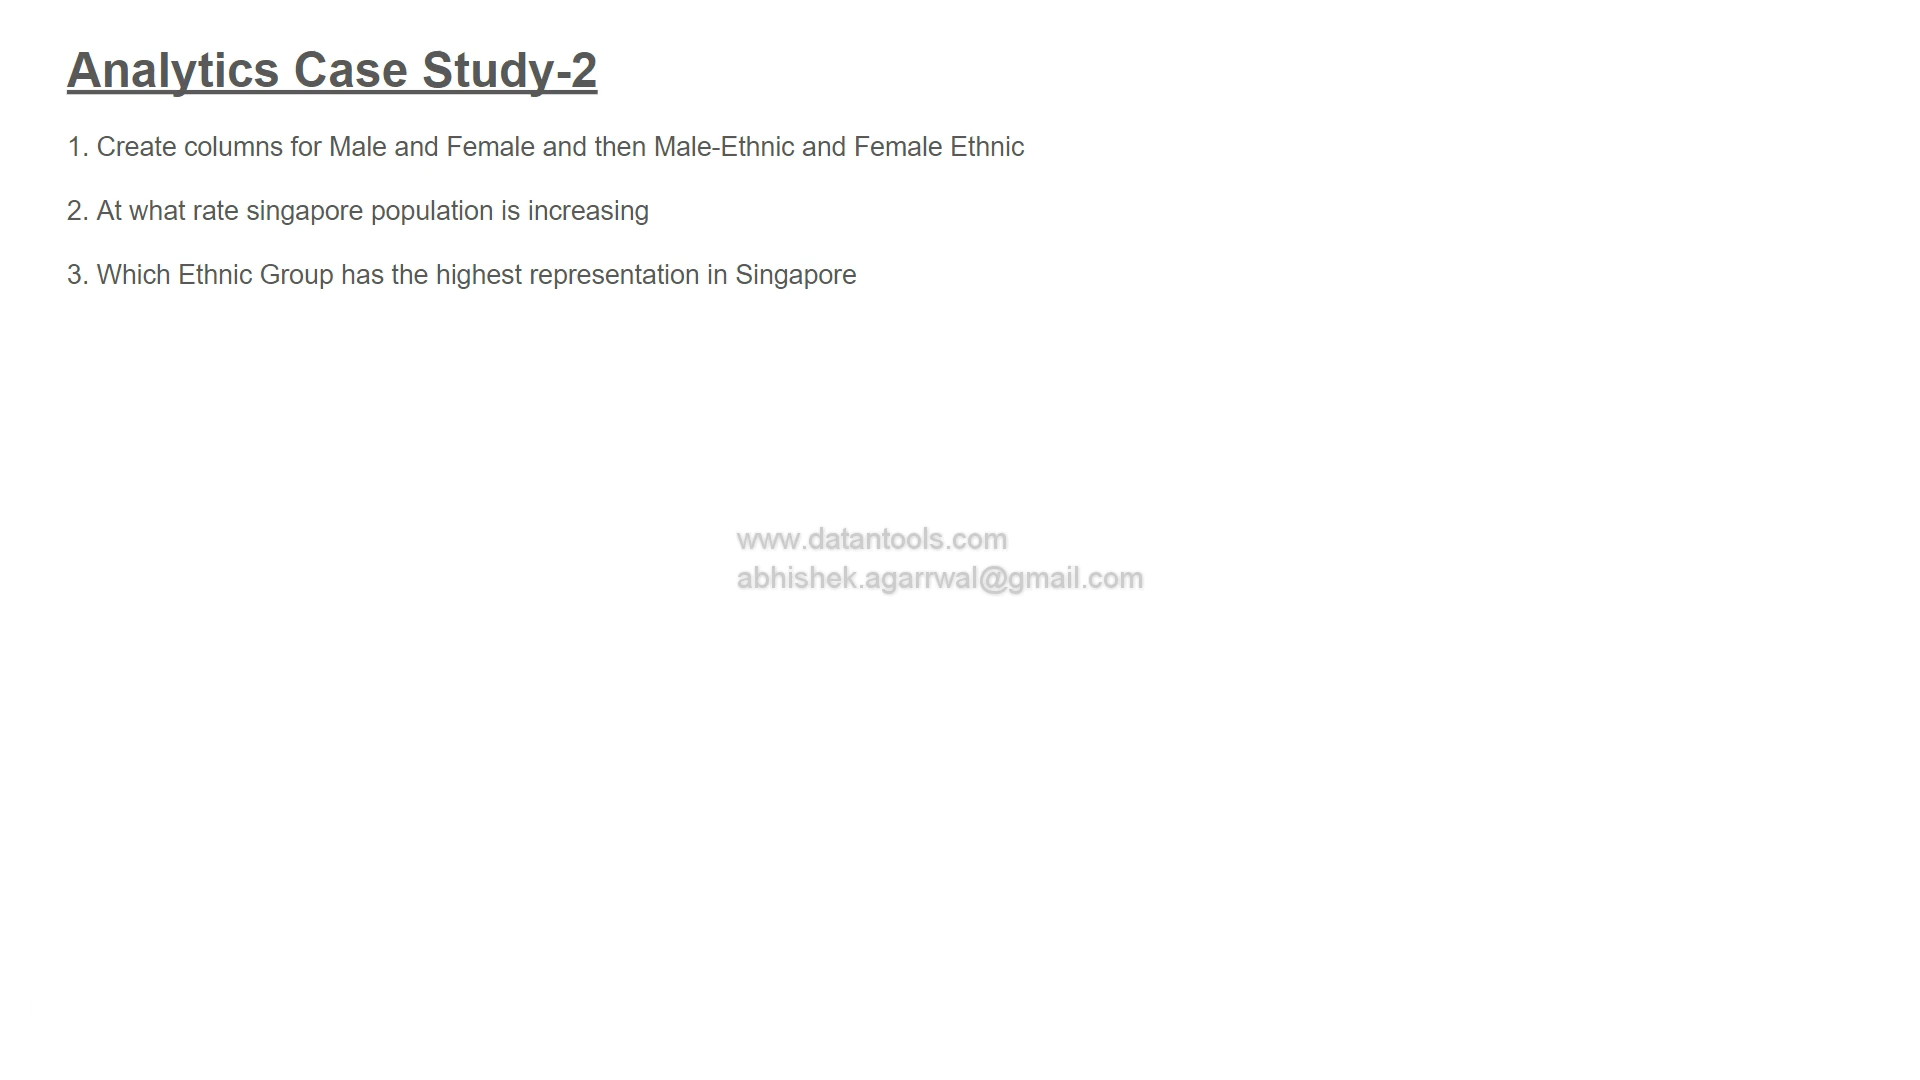 Analytics Case Study-2
1. Create columns for Male and Female and then Male-Ethnic and Female Ethnic
2. At what rate singapore population is increasing
3. Which Ethnic Group has the highest representation in Singapore
www.datantools.com
abhishek.agarrwal@gmail.com